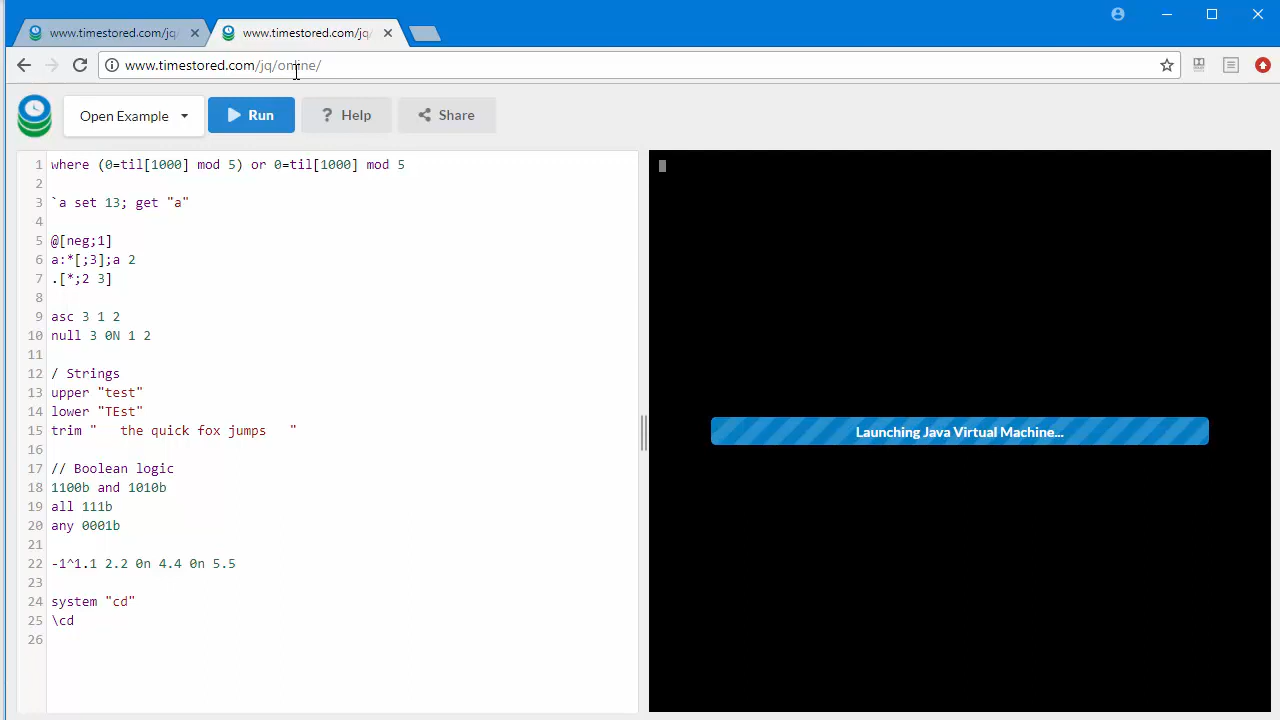 www.timestored.com/jq/
www.timestored.com/jq/
www.timestored.com/jq/online/
Open Example
Run
? Help
Share
1 where (0=til[1000] mod 5) or 0=til[1000] mod 5
2
3 `a set 13; get "a"
4
5 @[neg;1]
6 a:*[;3];a 2
7 .[*;2 3]
8
9 asc 3 1 2
10 null 3 0N 1 2
11
12 / Strings
13 upper "test"
14 lower "TEst"
15 trim "   the quick fox jumps   "
16
17 // Boolean logic
18 1100b and 1010b
19 all 111b
20 any 0001b
21
22 -1^1.1 2.2 0n 4.4 0n 5.5
23
24 system "cd"
25 \cd
26
Launching Java Virtual Machine...